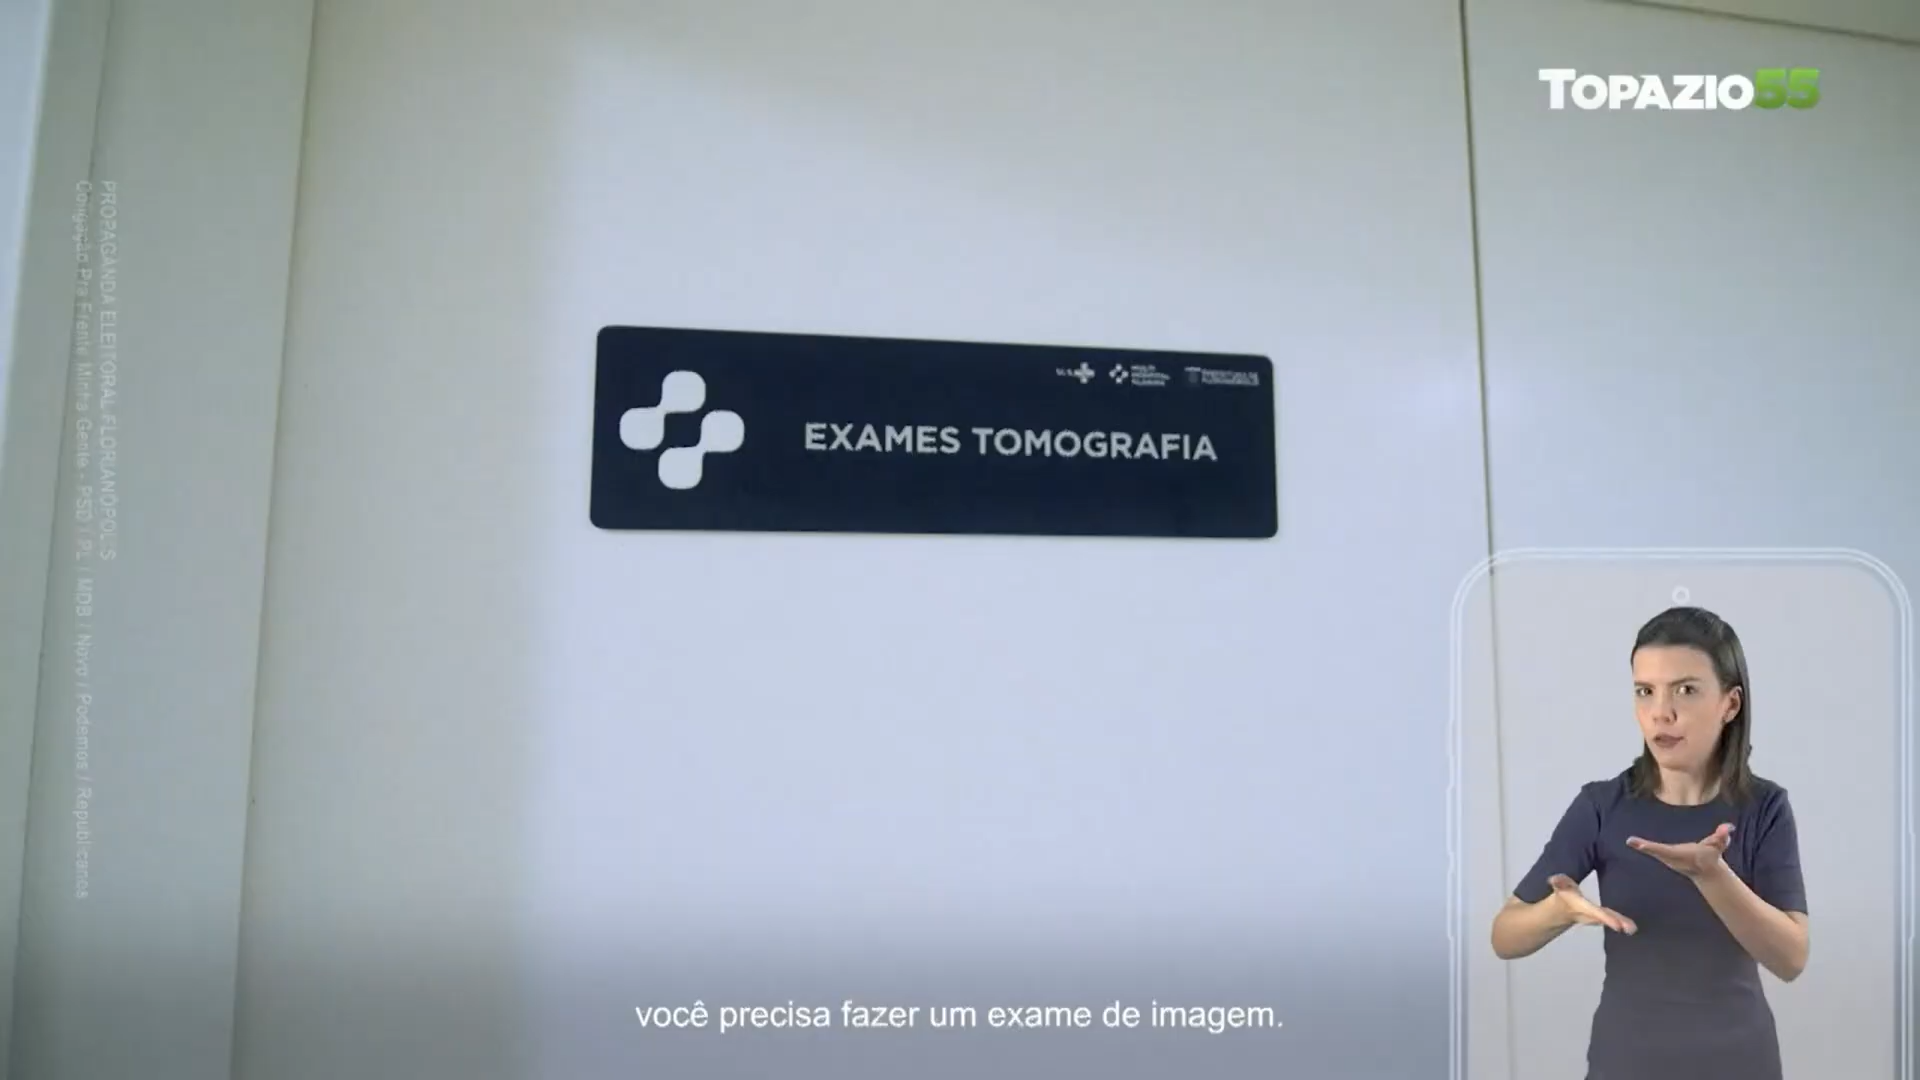 TOPAZIO55
PROPAGANDA ELEITORAL FLORIANÓPOLIS
Coligação Pra Frente Minha Gente - PSD / PL / MDB / Novo / Podemos / Republicanos
EXAMES TOMOGRAFIA
você precisa fazer um exame de imagem.